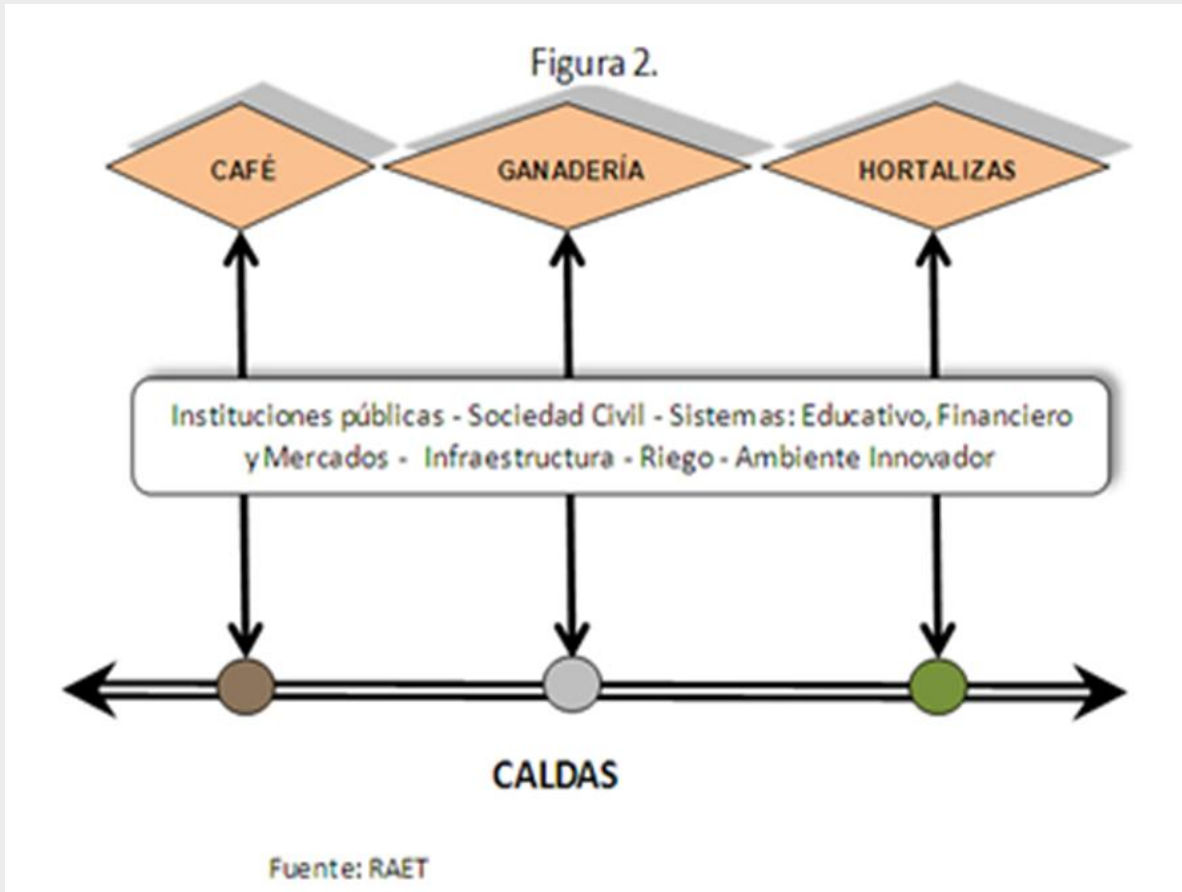 Figura 2.
CAFÉ
GANADERÍA
HORTALIZAS
Instituciones públicas - Sociedad Civil - Sistemas: Educativo, Financiero
y Mercados - Infraestructura - Riego - Ambiente Innovador
CALDAS
Fuente: RAET